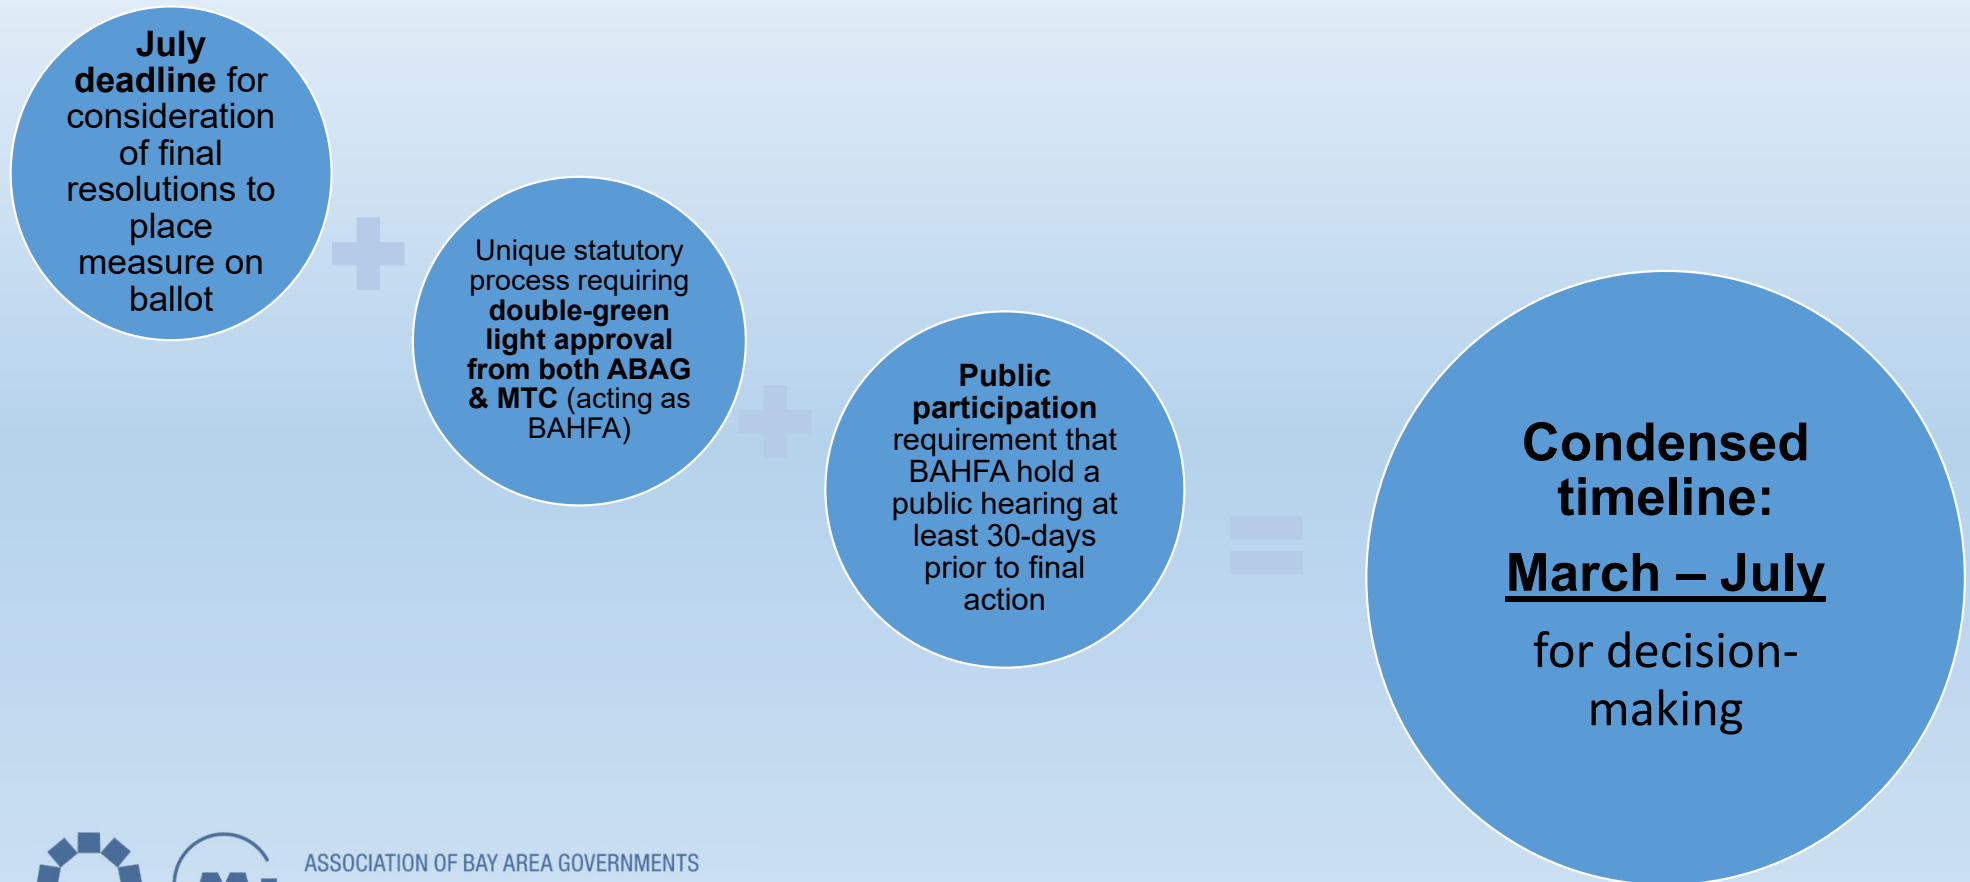 July
deadline for
consideration
of final
resolutions to
place
measure on
ballot
Unique statutory
process requiring
double-green
light approval
from both ABAG
& MTC (acting as
BAHFA)
Public
participation
requirement that
BAHFA hold a
public hearing at
least 30-days
prior to final
action
Condensed
timeline:
March – July
for decision-
making
ASSOCIATION OF BAY AREA GOVERNMENTS